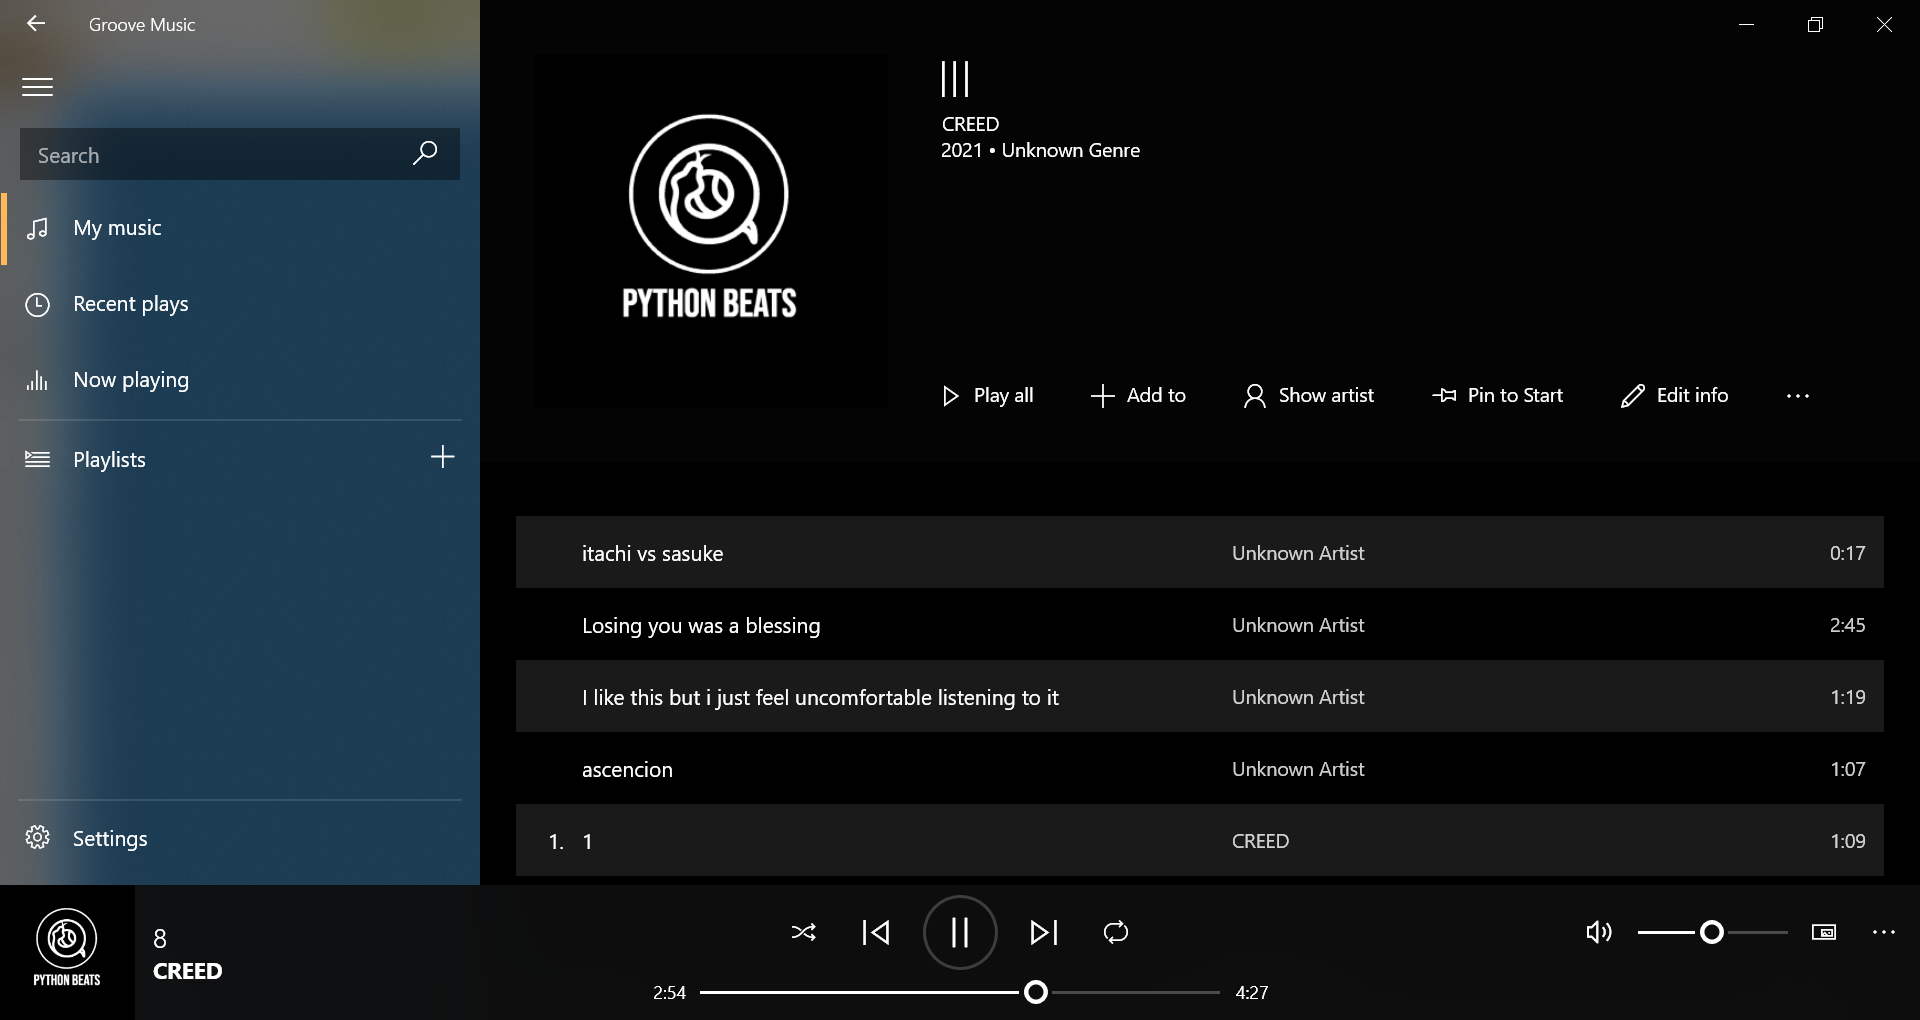 Groove Music
Search
My music
Recent plays
Now playing
Playlists
Settings
PYTHON BEATS
|||
CREED
2021 • Unknown Genre
Play all Add to Show artist Pin to Start Edit info ...
itachi vs sasuke Unknown Artist 0:17
Losing you was a blessing Unknown Artist 2:45
I like this but i just feel uncomfortable listening to it Unknown Artist 1:19
ascencion Unknown Artist 1:07
1. 1 CREED 1:09
PYTHON BEATS
8
CREED
2:54 4:27